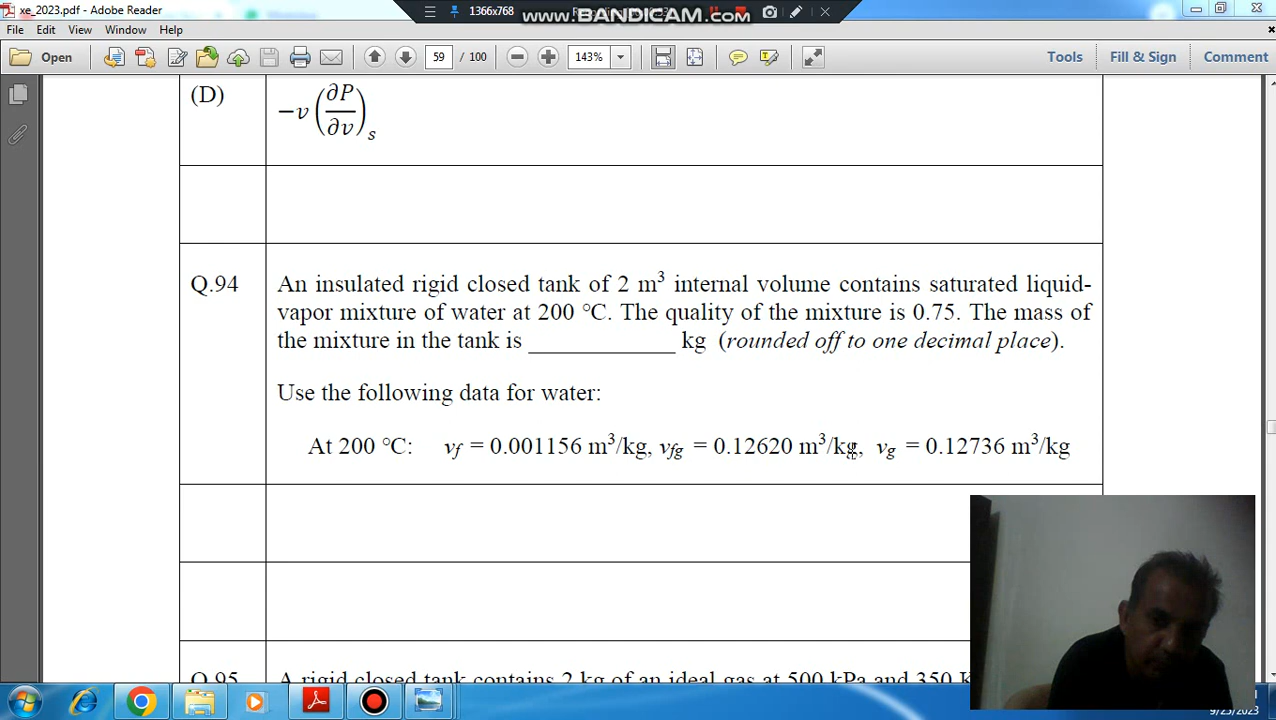 xe_2023.pdf - Adobe Reader
1366x768
www.BANDICAM.com
File Edit View Window Help
Open
59 / 100
143%
Tools
Fill & Sign
Comment
(D)
−v (∂P/∂v)s
Q.94
An insulated rigid closed tank of 2 m³ internal volume contains saturated liquid-
vapor mixture of water at 200 °C. The quality of the mixture is 0.75. The mass of
the mixture in the tank is ____________ kg (rounded off to one decimal place).
Use the following data for water:
At 200 °C: vf = 0.001156 m³/kg, vfg = 0.12620 m³/kg, vg = 0.12736 m³/kg
Q.95
A rigid closed tank contains 2 kg of an ideal gas at 500 kPa and 350 K
9/25/2023